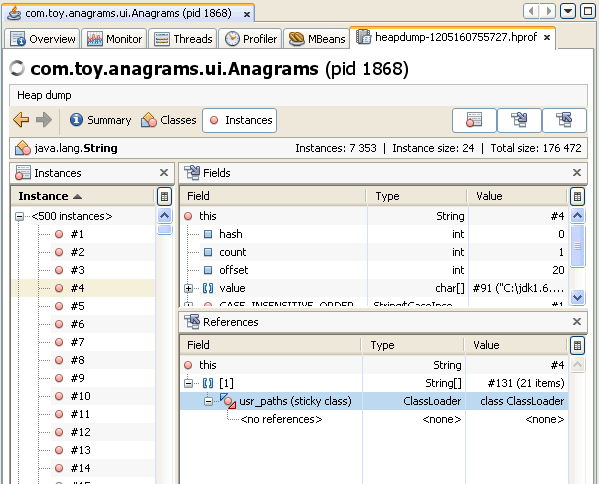 com.toy.anagrams.ui.Anagrams (pid 1868)
Overview Monitor Threads Profiler MBeans heapdump-1205160755727.hprof
com.toy.anagrams.ui.Anagrams (pid 1868)
Heap dump
Summary Classes Instances
java.lang.String Instances: 7 353 | Instance size: 24 | Total size: 176 472
Instances
Instance
<500 instances>
#1
#2
#3
#4
#5
#6
#7
#8
#9
#10
#11
#12
#13
#14
Fields
Field Type Value
this String #4
hash int 0
count int 1
offset int 20
value char[] #91 ("C:\jdk1.6....
CASE_INSENSITIVE_ORDER String$CaseInse... #1
References
Field Type Value
this String #4
[1] String[] #131 (21 items)
usr_paths (sticky class) ClassLoader class ClassLoader
<no references> <none> <none>